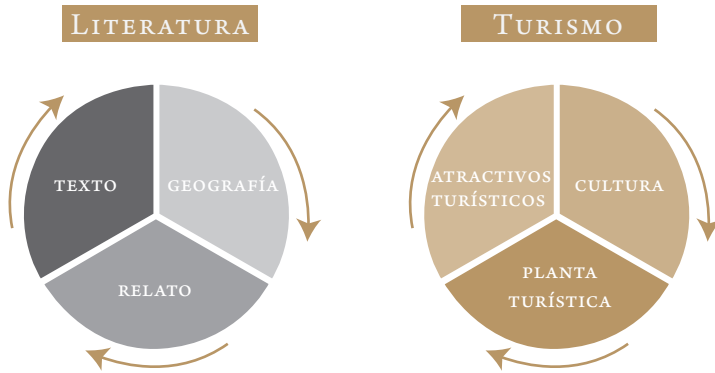 Literatura
Turismo
texto
geografía
relato
atractivos
turísticos
cultura
planta
turística